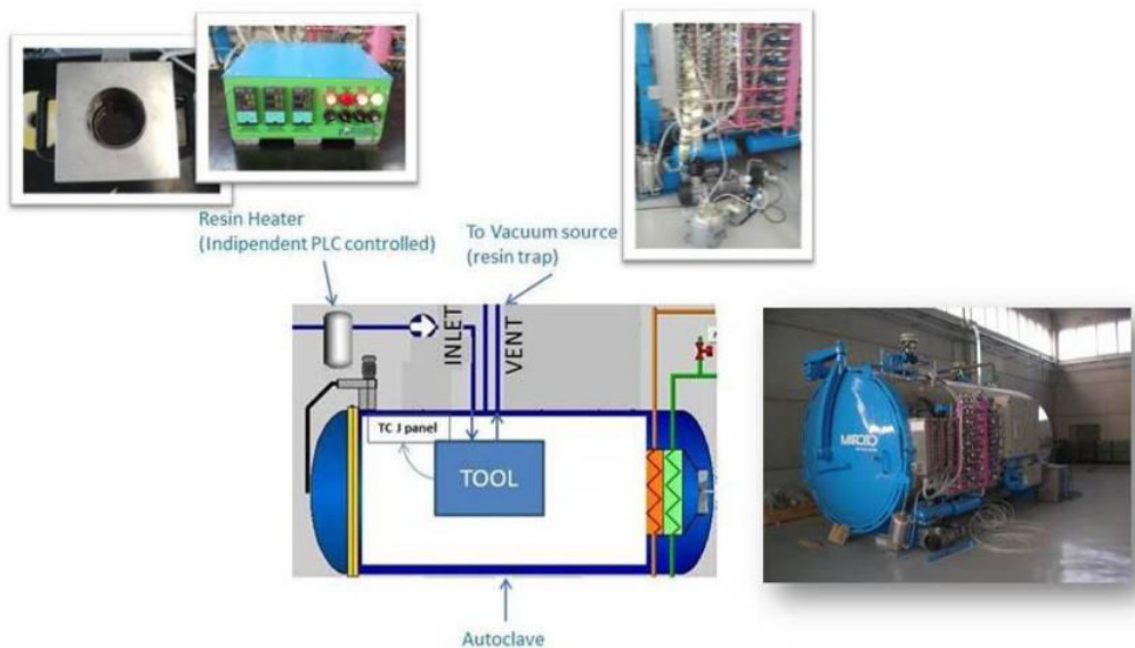 Resin Heater
(Indipendent PLC controlled)
To Vacuum source
(resin trap)
INLET
VENT
TC J panel
TOOL
Autoclave